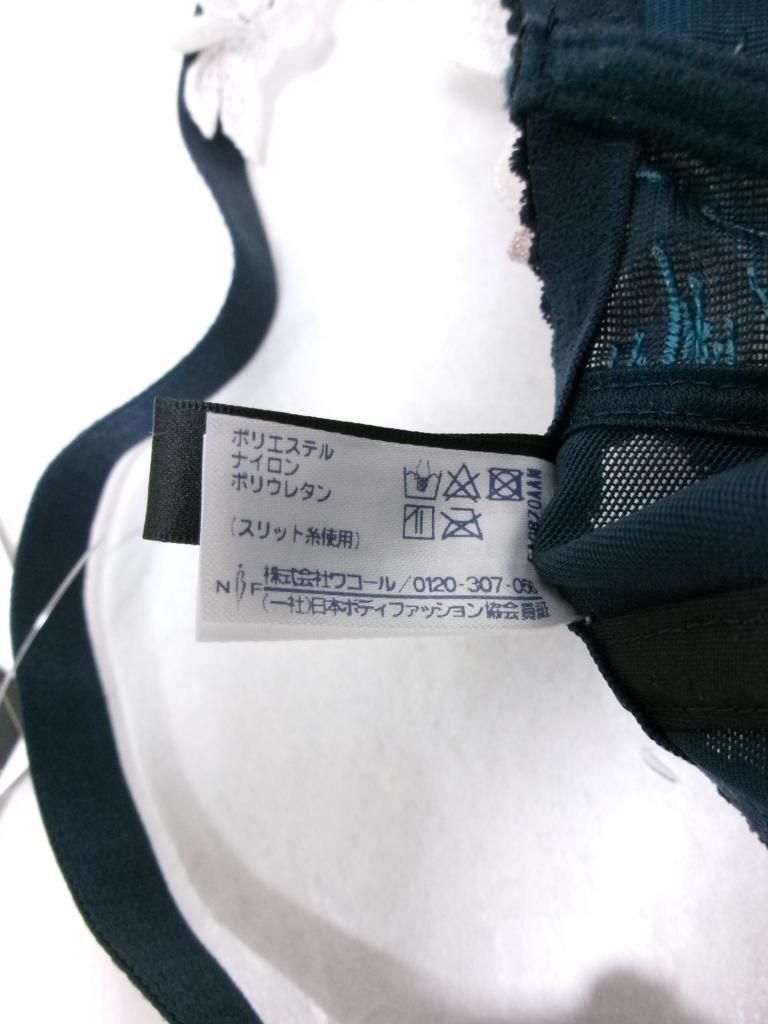 ポリエステル
ナイロン
ポリウレタン
(スリット糸使用)
N B F 株式会社ワコール/0120-307-056
(一社)日本ボディファッション協会員証